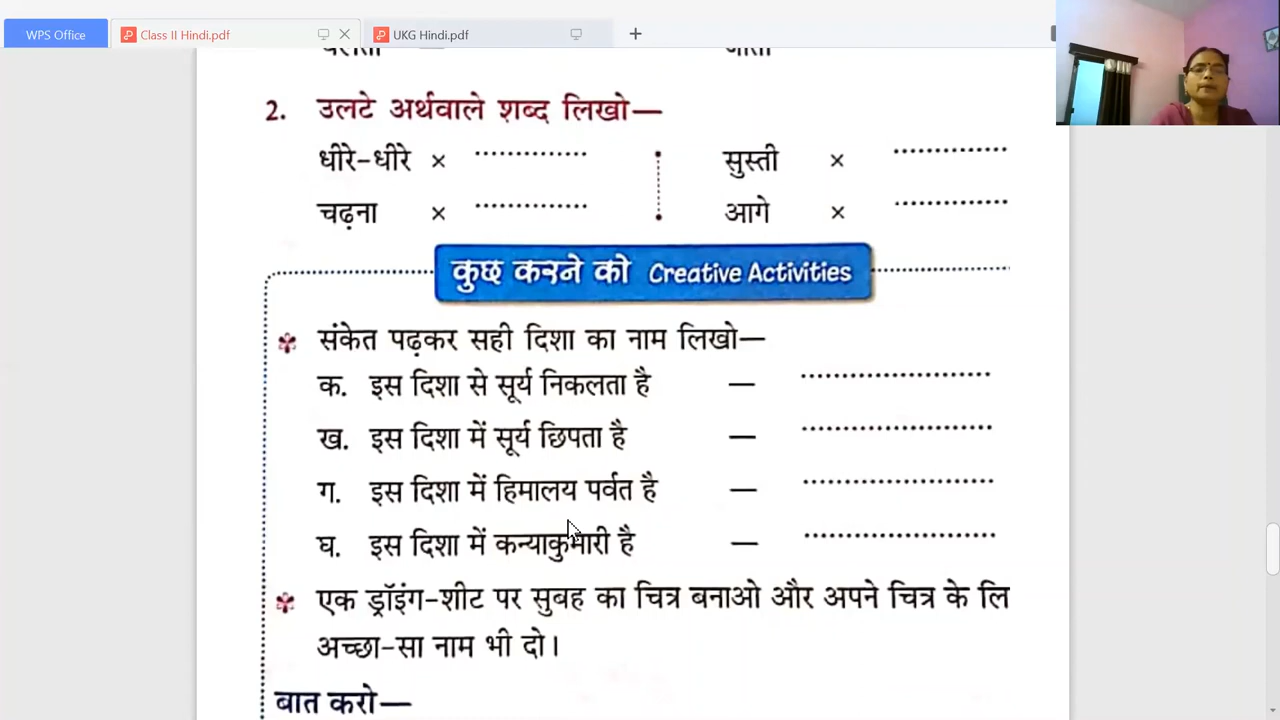 WPS Office Class II Hindi.pdf UKG Hindi.pdf +
2. उलटे अर्थवाले शब्द लिखो—
धीरे-धीरे × .............. सुस्ती × ..............
चढ़ना × .............. आगे × ..............
कुछ करने को Creative Activities
संकेत पढ़कर सही दिशा का नाम लिखो—
क. इस दिशा से सूर्य निकलता है — ........................
ख. इस दिशा में सूर्य छिपता है — ........................
ग. इस दिशा में हिमालय पर्वत है — ........................
घ. इस दिशा में कन्याकुमारी है — ........................
एक ड्रॉइंग-शीट पर सुबह का चित्र बनाओ और अपने चित्र के लि
अच्छा-सा नाम भी दो।
बात करो—